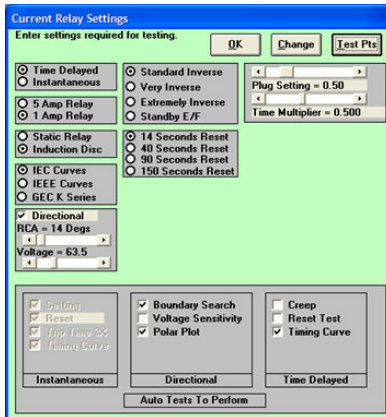 Current Relay Settings
Enter settings required for testing.
OK
Change
Test Pts
Time Delayed
Instantaneous
5 Amp Relay
1 Amp Relay
Static Relay
Induction Disc
IEC Curves
IEEE Curves
GEC K Series
Directional
RCA = 14 Degs
Voltage = 63.5
Standard Inverse
Very Inverse
Extremely Inverse
Standby E/F
14 Seconds Reset
40 Seconds Reset
90 Seconds Reset
150 Seconds Reset
Plug Setting = 0.50
Time Multiplier = 0.500
Setting
Reset
Trip Time 2X
Timing Curve
Instantaneous
Boundary Search
Voltage Sensitivity
Polar Plot
Directional
Creep
Reset Test
Timing Curve
Time Delayed
Auto Tests To Perform